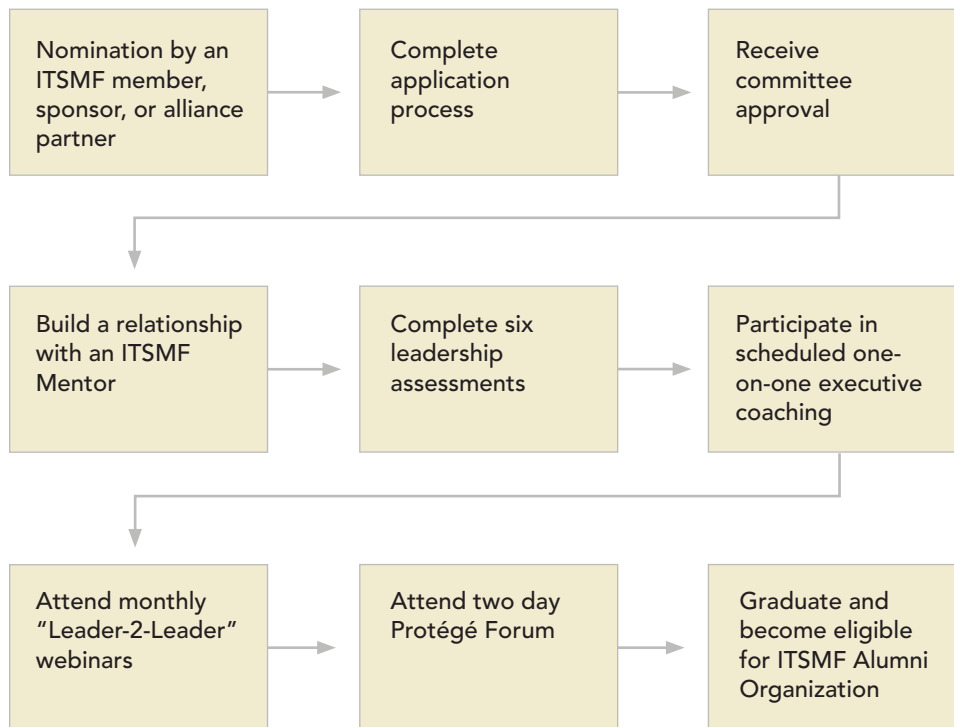 Nomination by an
ITSMF member,
sponsor, or alliance
partner
Complete
application
process
Receive
committee
approval
Build a relationship
with an ITSMF
Mentor
Complete six
leadership
assessments
Participate in
scheduled one-
on-one executive
coaching
Attend monthly
“Leader-2-Leader”
webinars
Attend two day
Protégé Forum
Graduate and
become eligible
for ITSMF Alumni
Organization